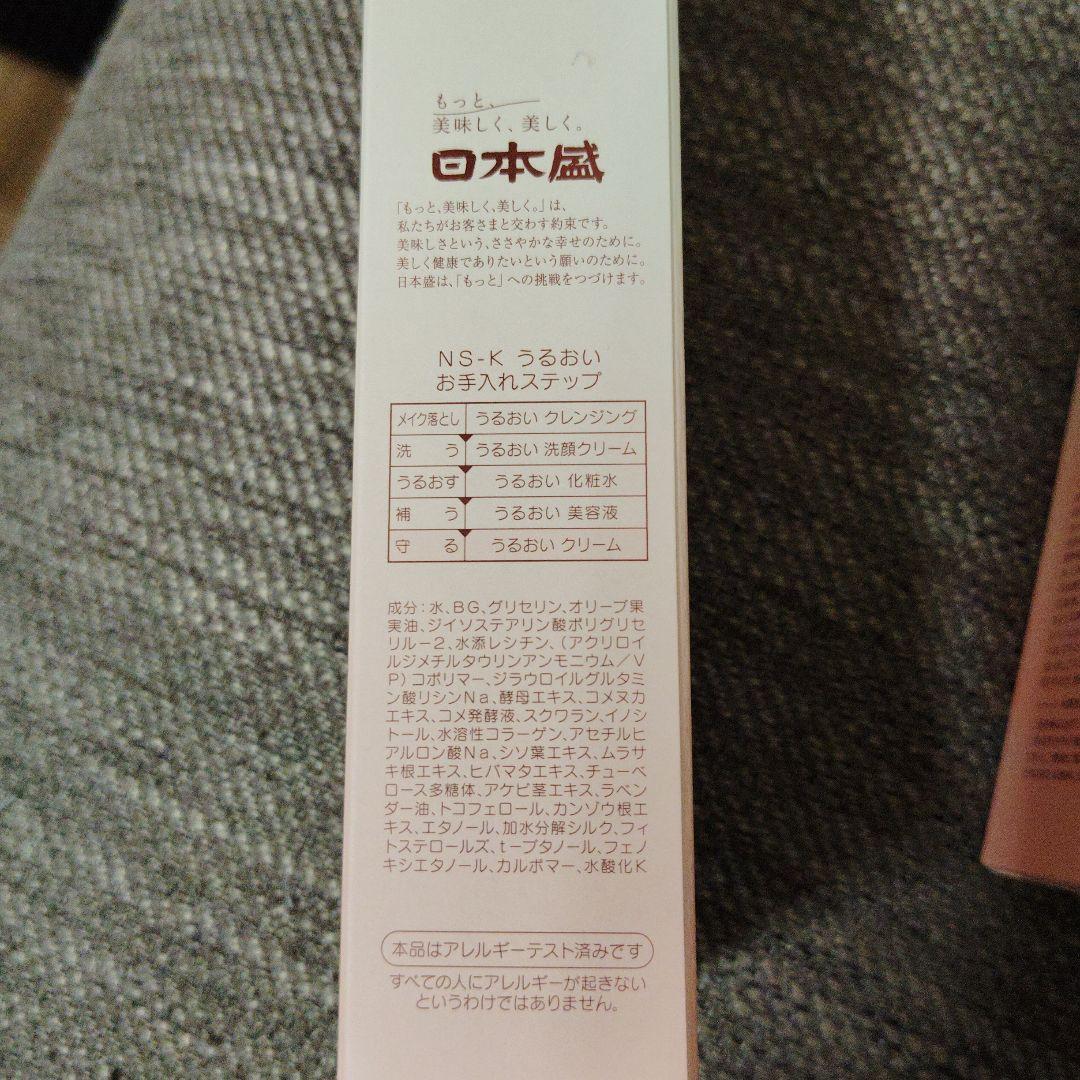 もっと、
美味しく、美しく。
日本盛
「もっと、美味しく、美しく。」は、
私たちがお客さまと交わす約束です。
美味しさという、ささやかな幸せのために。
美しく健康でありたいという願いのために。
日本盛は、「もっと」への挑戦をつづけます。
NS-K うるおい
お手入れステップ
メイク落とし うるおい クレンジング
洗う うるおい 洗顔クリーム
うるおす うるおい 化粧水
補う うるおい 美容液
守る うるおい クリーム
成分：水、BG、グリセリン、オリーブ果
実油、ジイソステアリン酸ポリグリセ
リル－2、水添レシチン、（アクリロイ
ルジメチルタウリンアンモニウム／V
P）コポリマー、ジラウロイルグルタミ
ン酸リシンNa、酵母エキス、コメヌカ
エキス、コメ発酵液、スクワラン、イノシ
トール、水溶性コラーゲン、アセチルヒ
アルロン酸Na、シソ葉エキス、ムラサ
キ根エキス、ヒバマタエキス、チューベ
ロース多糖体、アケビ茎エキス、ラベン
ダー油、トコフェロール、カンゾウ根エ
キス、エタノール、加水分解シルク、フィ
トステロールズ、t－ブタノール、フェノ
キシエタノール、カルボマー、水酸化K
本品はアレルギーテスト済みです
すべての人にアレルギーが起きない
というわけではありません。